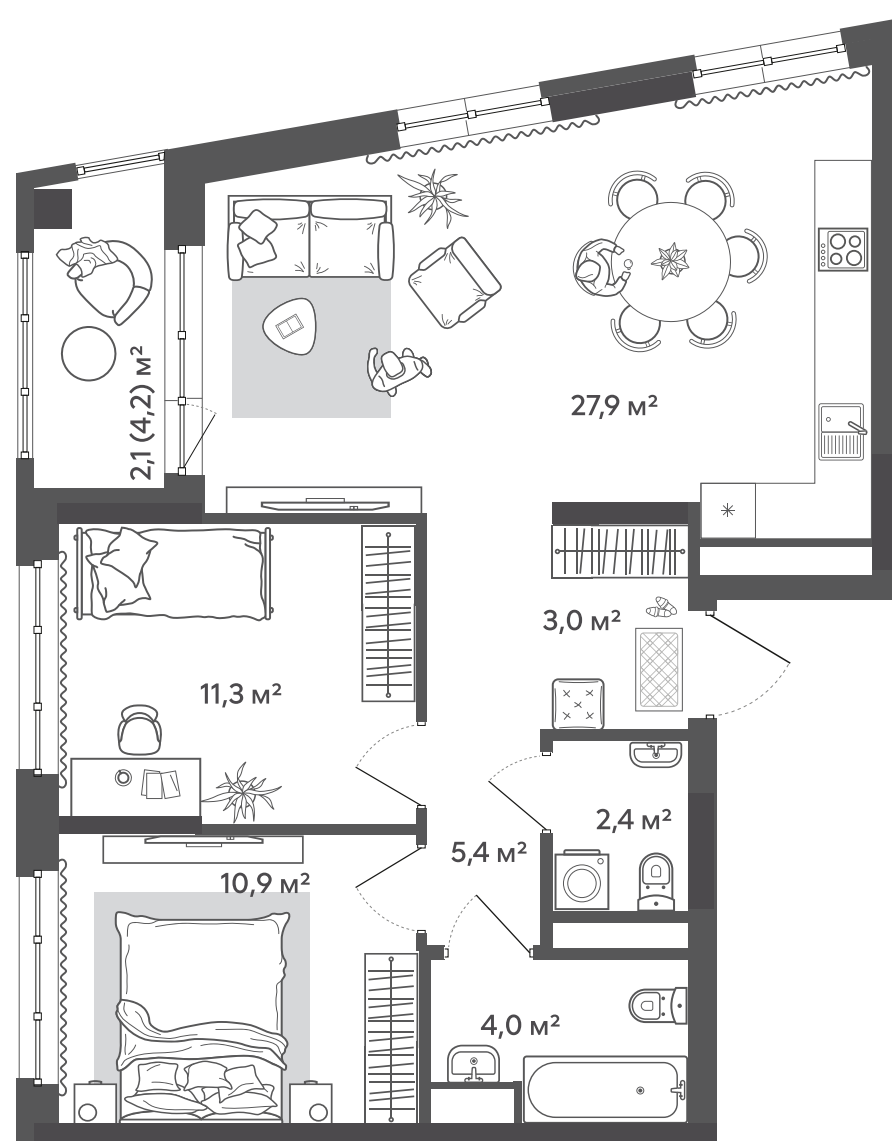 2,1 (4,2) м²
27,9 м²
3,0 м²
11,3 м²
2,4 м²
5,4 м²
10,9 м²
4,0 м²